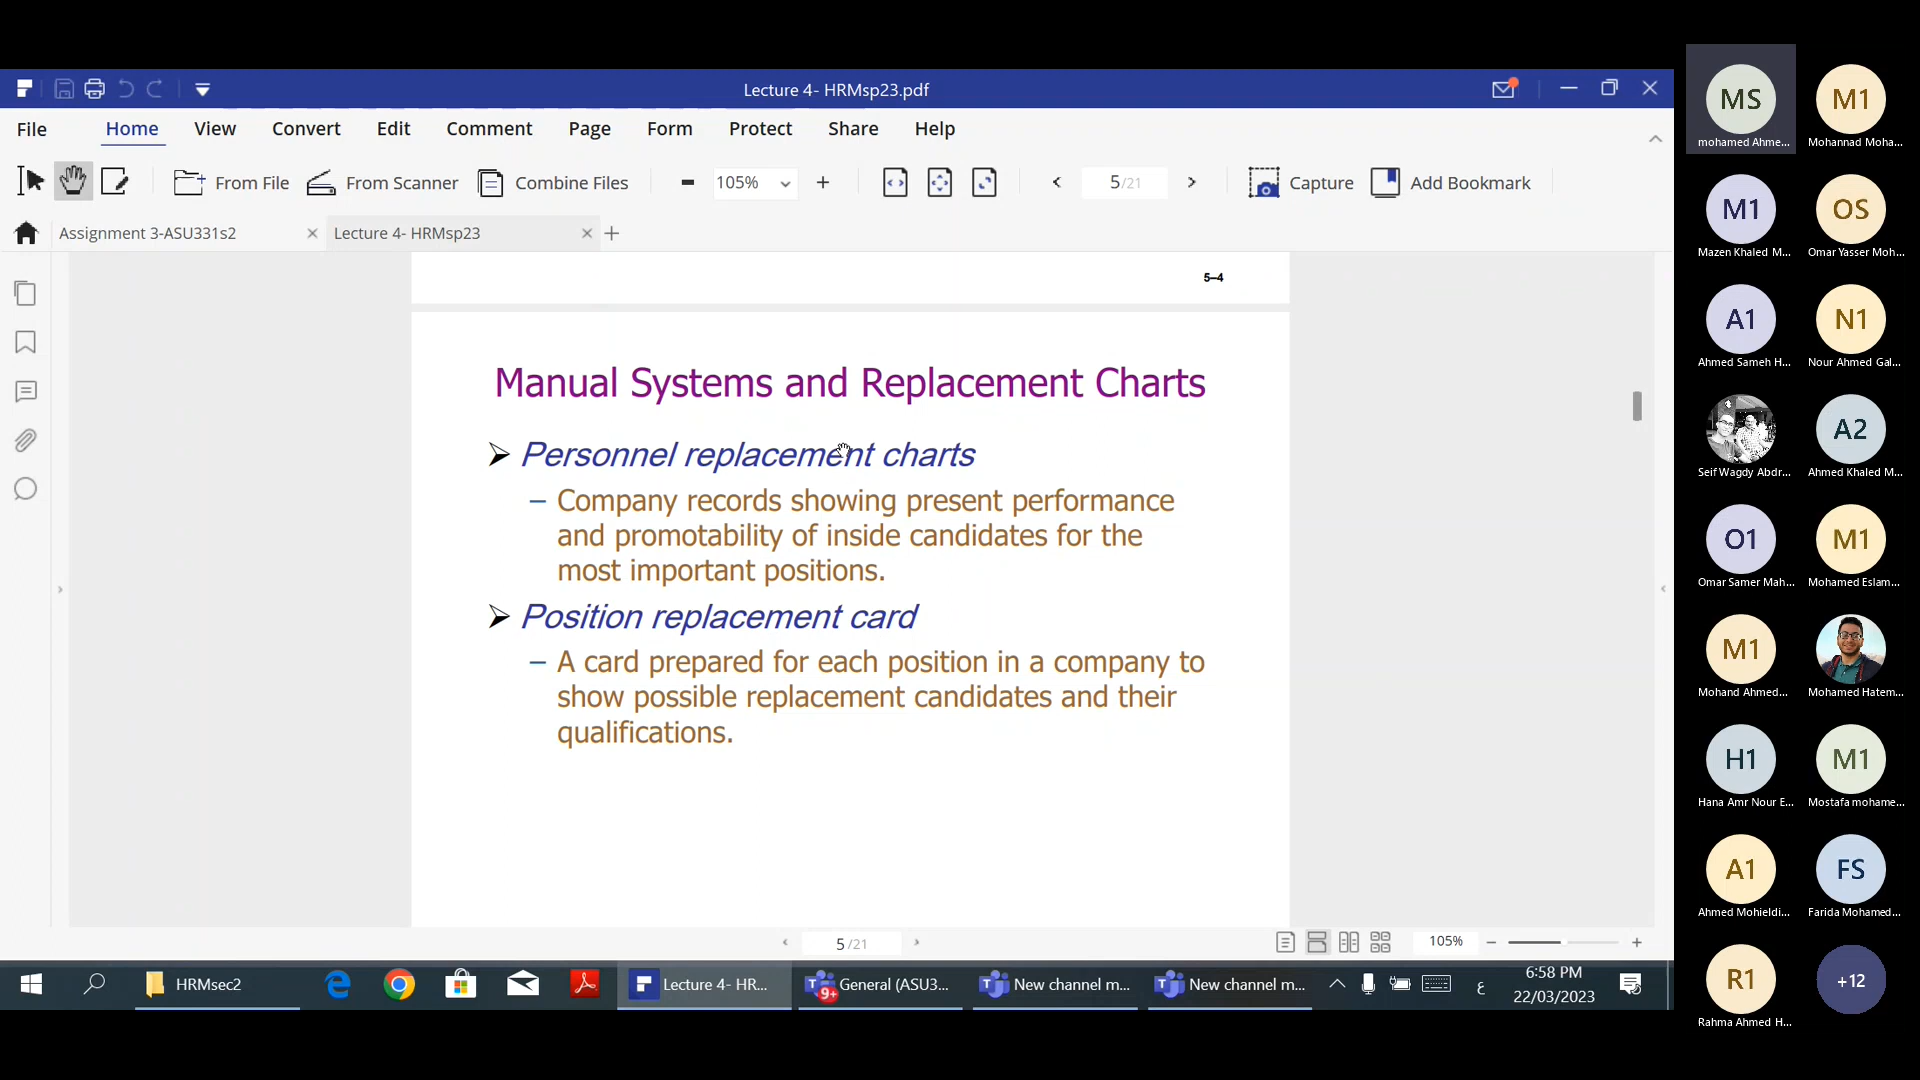 Lecture 4- HRMsp23.pdf
File Home View Convert Edit Comment Page Form Protect Share Help
From File From Scanner Combine Files 105% 5/21 Capture Add Bookmark
Assignment 3-ASU331s2 Lecture 4- HRMsp23
5–4
Manual Systems and Replacement Charts
➢ Personnel replacement charts
– Company records showing present performance
and promotability of inside candidates for the
most important positions.
➢ Position replacement card
– A card prepared for each position in a company to
show possible replacement candidates and their
qualifications.
5/21 105%
HRMsec2 Lecture 4- HR... 9+ General (ASU3... New channel m... New channel m... ع 6:58 PM
22/03/2023
MS M1
mohamed Ahme... Mohannad Moha...
M1 OS
Mazen Khaled M... Omar Yasser Moh...
A1 N1
Ahmed Sameh H... Nour Ahmed Gal...
A2
Seif Wagdy Abdr... Ahmed Khaled M...
O1 M1
Omar Samer Mah... Mohamed Eslam...
M1
Mohand Ahmed... Mohamed Hatem...
H1 M1
Hana Amr Nour E... Mostafa mohame...
A1 FS
Ahmed Mohieldi... Farida Mohamed...
R1 +12
Rahma Ahmed H...